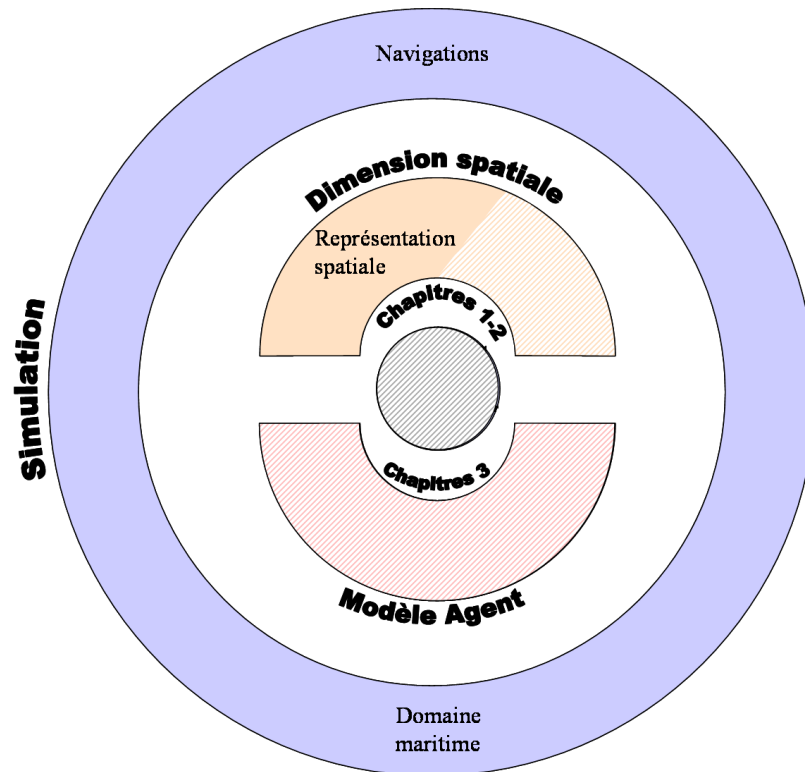 Navigations
Dimension spatiale
Représentation
spatiale
Chapitres 1-2
Simulation
Chapitres 3
Modèle Agent
Domaine
maritime